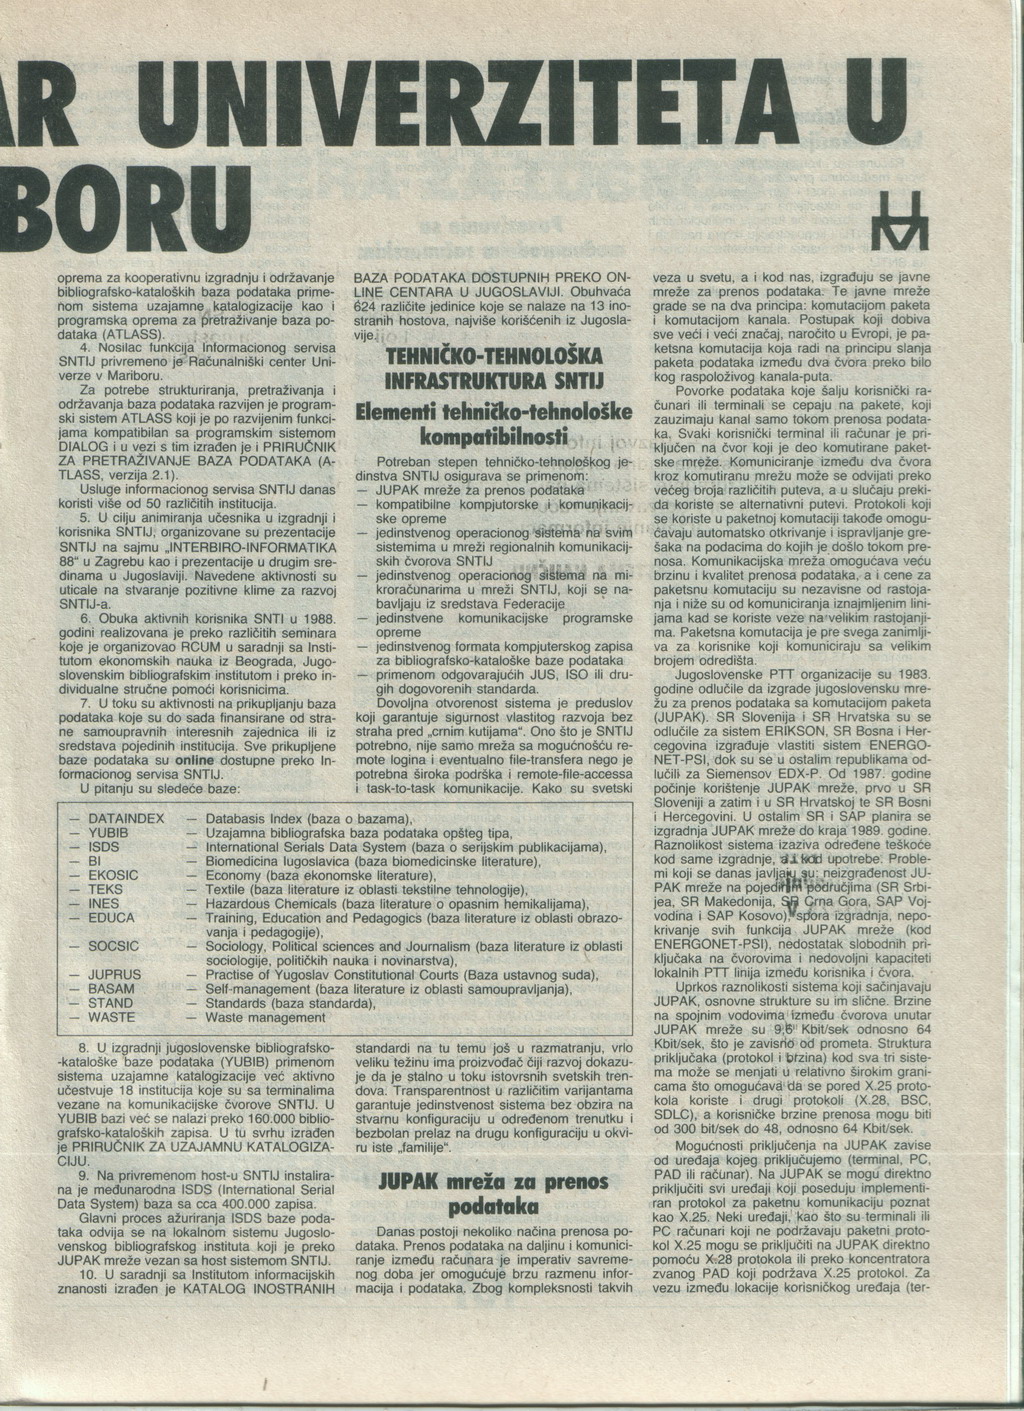 AR UNIVERZITETA U
BORU
oprema za kooperativnu izgradnju i održavanje
bibliografsko-kataloških baza podataka prime-
nom sistema uzajamne katalogizacije kao i
programska oprema za pretraživanje baza po-
dataka (ATLASS).
4. Nosilac funkcija Informacionog servisa
SNTIJ privremeno je Računalniški center Uni-
verze v Mariboru.
Za potrebe strukturiranja, pretraživanja i
održavanja baza podataka razvijen je program-
ski sistem ATLASS koji je po razvijenim funkci-
jama kompatibilan sa programskim sistemom
DIALOG i u vezi s tim izrađen je i PRIRUČNIK
ZA PRETRAŽIVANJE BAZA PODATAKA (A-
TLASS, verzija 2.1).
Usluge informacionog servisa SNTIJ danas
koristi više od 50 različitih institucija.
5. U cilju animiranja učesnika u izgradnji i
korisnika SNTIJ, organizovane su prezentacije
SNTIJ na sajmu „INTERBIRO-INFORMATIKA
88“ u Zagrebu kao i prezentacije u drugim sre-
dinama u Jugoslaviji. Navedene aktivnosti su
uticale na stvaranje pozitivne klime za razvoj
SNTIJ-a.
6. Obuka aktivnih korisnika SNTI u 1988.
godini realizovana je preko različitih seminara
koje je organizovao RCUM u saradnji sa Insti-
tutom ekonomskih nauka iz Beograda, Jugo-
slovenskim bibliografskim institutom i preko in-
dividualne stručne pomoći korisnicima.
7. U toku su aktivnosti na prikupljanju baza
podataka koje su do sada finansirane od stra-
ne samoupravnih interesnih zajednica ili iz
sredstava pojedinih institucija. Sve prikupljene
baze podataka su online dostupne preko In-
formacionog servisa SNTIJ.
U pitanju su sledeće baze:
BAZA PODATAKA DOSTUPNIH PREKO ON-
LINE CENTARA U JUGOSLAVIJI. Obuhvaća
624 različite jedinice koje se nalaze na 13 ino-
stranih hostova, najviše korišćenih iz Jugosla-
vije.
TEHNIČKO-TEHNOLOŠKA
INFRASTRUKTURA SNTIJ
Elementi tehničko-tehnološke
kompatibilnosti
Potreban stepen tehničko-tehnološkog je-
dinstva SNTIJ osigurava se primenom:
— JUPAK mreže za prenos podataka
— kompatibilne kompjutorske i komunikacij-
ske opreme
— jedinstvenog operacionog sistema na svim
sistemima u mreži regionalnih komunikacij-
skih čvorova SNTIJ
— jedinstvenog operacionog sistema na mi-
kroračunarima u mreži SNTIJ, koji se na-
bavljaju iz sredstava Federacije
— jedinstvene komunikacijske programske
opreme
— jedinstvenog formata kompjuterskog zapisa
za bibliografsko-kataloške baze podataka
— primenom odgovarajućih JUS, ISO ili dru-
gih dogovorenih standarda.
Dovoljna otvorenost sistema je preduslov
koji garantuje sigurnost vlastitog razvoja bez
straha pred „crnim kutijama“. Ono što je SNTIJ
potrebno, nije samo mreža sa mogućnošću re-
mote logina i eventualno file-transfera nego je
potrebna široka podrška i remote-file-accessa
i task-to-task komunikacije. Kako su svetski
— DATAINDEX — Databasis Index (baza o bazama),
— YUBIB — Uzajamna bibliografska baza podataka opšteg tipa,
— ISDS — International Serials Data System (baza o serijskim publikacijama),
— BI — Biomedicina Iugoslavica (baza biomedicinske literature),
— EKOSIC — Economy (baza ekonomske literature),
— TEKS — Textile (baza literature iz oblasti tekstilne tehnologije),
— INES — Hazardous Chemicals (baza literature o opasnim hemikalijama),
— EDUCA — Training, Education and Pedagogics (baza literature iz oblasti obrazo-
vanja i pedagogije),
— SOCSIC — Sociology, Political sciences and Journalism (baza literature iz oblasti
sociologije, političkih nauka i novinarstva),
— JUPRUS — Practise of Yugoslav Constitutional Courts (Baza ustavnog suda),
— BASAM — Self-management (baza literature iz oblasti samoupravljanja),
— STAND — Standards (baza standarda),
— WASTE — Waste management
8. U izgradnji jugoslovenske bibliografsko-
-kataloške baze podataka (YUBIB) primenom
sistema uzajamne katalogizacije već aktivno
učestvuje 18 institucija koje su sa terminalima
vezane na komunikacijske čvorove SNTIJ. U
YUBIB bazi već se nalazi preko 160.000 biblio-
grafsko-kataloških zapisa. U tu svrhu izrađen
je PRIRUČNIK ZA UZAJAMNU KATALOGIZA-
CIJU.
9. Na privremenom host-u SNTIJ instalira-
na je međunarodna ISDS (International Serial
Data System) baza sa cca 400.000 zapisa.
Glavni proces ažuriranja ISDS baze poda-
taka odvija se na lokalnom sistemu Jugoslo-
venskog bibliografskog instituta koji je preko
JUPAK mreže vezan sa host sistemom SNTIJ.
10. U saradnji sa Institutom informacijskih
znanosti izrađen je KATALOG INOSTRANIH
standardi na tu temu još u razmatranju, vrlo
veliku težinu ima proizvođač čiji razvoj dokazu-
je da je stalno u toku istovrsnih svetskih tren-
dova. Transparentnost u različitim varijantama
garantuje jedinstvenost sistema bez obzira na
stvarnu konfiguraciju u određenom trenutku i
bezbolan prelaz na drugu konfiguraciju u okvi-
ru iste „familije“.
JUPAK mreža za prenos
podataka
Danas postoji nekoliko načina prenosa po-
dataka. Prenos podataka na daljinu i komunici-
ranje između računara je imperativ savreme-
nog doba jer omogućuje brzu razmenu infor-
macija i podataka. Zbog kompleksnosti takvih
veza u svetu, a i kod nas, izgrađuju se javne
mreže za prenos podataka. Te javne mreže
grade se na dva principa: komutacijom paketa
i komutacijom kanala. Postupak koji dobiva
sve veći i veći značaj, naročito u Evropi, je pa-
ketsna komutacija koja radi na principu slanja
paketa podataka između dva čvora preko bilo
kog raspoloživog kanala-puta.
Povorke podataka koje šalju korisnički ra-
čunari ili terminali se cepaju na pakete, koji
zauzimaju kanal samo tokom prenosa podata-
ka. Svaki korisnički terminal ili računar je pri-
ključen na čvor koji je deo komutirane paket-
ske mreže. Komuniciranje između dva čvora
kroz komutiranu mrežu može se odvijati preko
većeg broja različitih puteva, a u slučaju preki-
da koriste se alternativni putevi. Protokoli koji
se koriste u paketnoj komutaciji takođe omogu-
ćavaju automatsko otkrivanje i ispravljanje gre-
šaka na podacima do kojih je došlo tokom pre-
nosa. Komunikacijska mreža omogućava veću
brzinu i kvalitet prenosa podataka, a i cene za
paketsnu komutaciju su nezavisne od rastoja-
nja i niže su od komuniciranja iznajmljenim lini-
jama kad se koriste veze na velikim rastojanji-
ma. Paketsna komutacija je pre svega zanimlji-
va za korisnike koji komuniciraju sa velikim
brojem odredišta.
Jugoslovenske PTT organizacije su 1983.
godine odlučile da izgrade jugoslovensku mre-
žu za prenos podataka sa komutacijom paketa
(JUPAK). SR Slovenija i SR Hrvatska su se
odlučile za sistem ERIKSON, SR Bosna i Her-
cegovina izgrađuje vlastiti sistem ENERGO-
NET-PSI, dok su se u ostalim republikama od-
lučili za Siemensov EDX-P. Od 1987. godine
počinje korištenje JUPAK mreže, prvo u SR
Sloveniji a zatim i u SR Hrvatskoj te SR Bosni
i Hercegovini. U ostalim SR i SAP planira se
izgradnja JUPAK mreže do kraja 1989. godine.
Raznolikost sistema izaziva određene teškoće
kod same izgradnje, a i kod upotrebe. Proble-
mi koji se danas javljaju su: neizgrađenost JU-
PAK mreže na pojedinim područjima (SR Srbi-
jea, SR Makedonija, SR Crna Gora, SAP Voj-
vodina i SAP Kosovo), spora izgradnja, nepo-
krivanje svih funkcija JUPAK mreže (kod
ENERGONET-PSI), nedostatak slobodnih pri-
ključaka na čvorovima i nedovoljni kapaciteti
lokalnih PTT linija između korisnika i čvora.
Uprkos raznolikosti sistema koji sačinjavaju
JUPAK, osnovne strukture su im slične. Brzine
na spojnim vodovima između čvorova unutar
JUPAK mreže su 9,6 Kbit/sek odnosno 64
Kbit/sek, što je zavisno od prometa. Struktura
priključaka (protokol i brzina) kod sva tri siste-
ma može se menjati u relativno širokim grani-
cama što omogućava da se pored X.25 proto-
kola koriste i drugi protokoli (X.28, BSC,
SDLC), a korisničke brzine prenosa mogu biti
od 300 bit/sek do 48, odnosno 64 Kbit/sek.
Mogućnosti priključenja na JUPAK zavise
od uređaja kojeg priključujemo (terminal, PC,
PAD ili računar). Na JUPAK se mogu direktno
priključiti svi uređaji koji poseduju implementi-
ran protokol za paketnu komunikaciju poznat
kao X.25. Neki uređaji, kao što su terminali ili
PC računari koji ne podržavaju paketni proto-
kol X.25 mogu se priključiti na JUPAK direktno
pomoću X.28 protokola ili preko koncentratora
zvanog PAD koji podržava X.25 protokol. Za
vezu između lokacije korisničkog uređaja (ter-